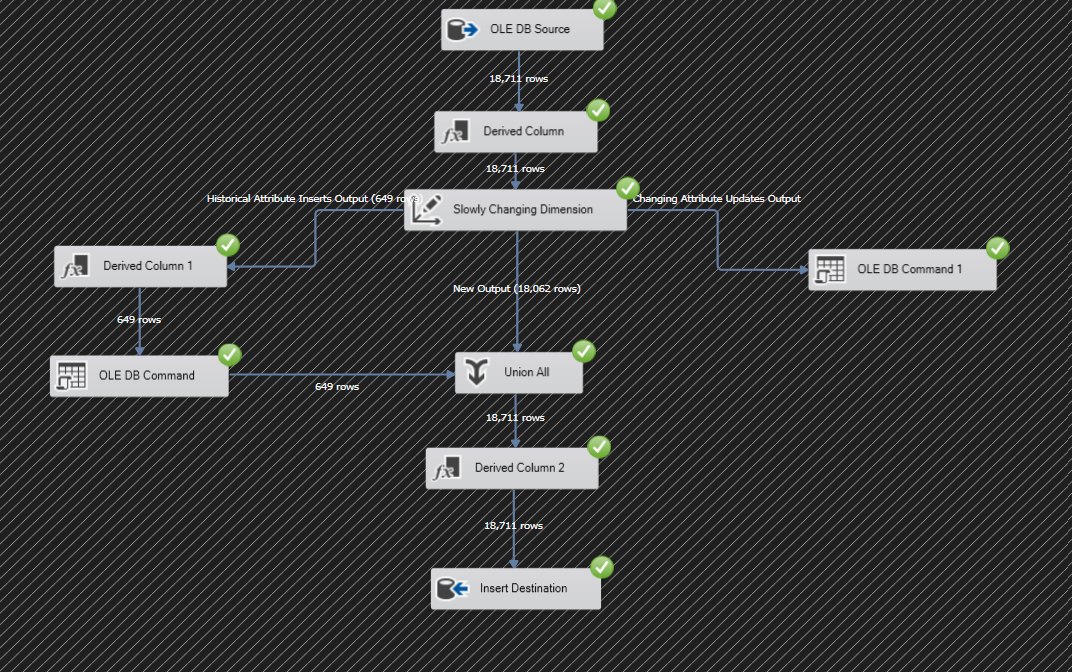 OLE DB Source
18,711 rows
Derived Column
18,711 rows
Historical Attribute Inserts Output (649 rows)
Slowly Changing Dimension
Changing Attribute Updates Output
Derived Column 1
OLE DB Command 1
New Output (18,062 rows)
649 rows
OLE DB Command
649 rows
Union All
18,711 rows
Derived Column 2
18,711 rows
Insert Destination